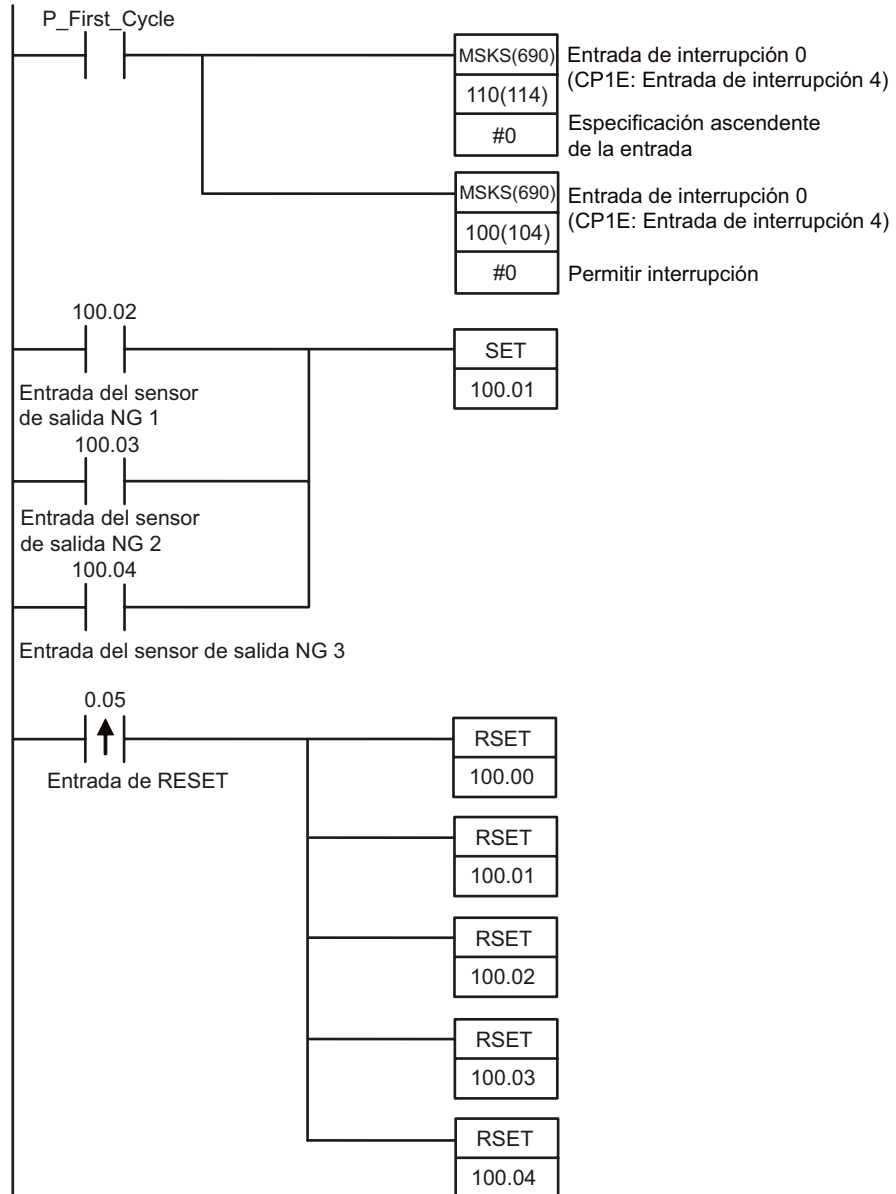 P_First_Cycle
MSKS(690)
110(114)
#0
Entrada de interrupción 0
(CP1E: Entrada de interrupción 4)
Especificación ascendente
de la entrada
MSKS(690)
100(104)
#0
Entrada de interrupción 0
(CP1E: Entrada de interrupción 4)
Permitir interrupción
100.02
Entrada del sensor
de salida NG 1
SET
100.01
100.03
Entrada del sensor
de salida NG 2
100.04
Entrada del sensor de salida NG 3
0.05
Entrada de RESET
RSET
100.00
RSET
100.01
RSET
100.02
RSET
100.03
RSET
100.04